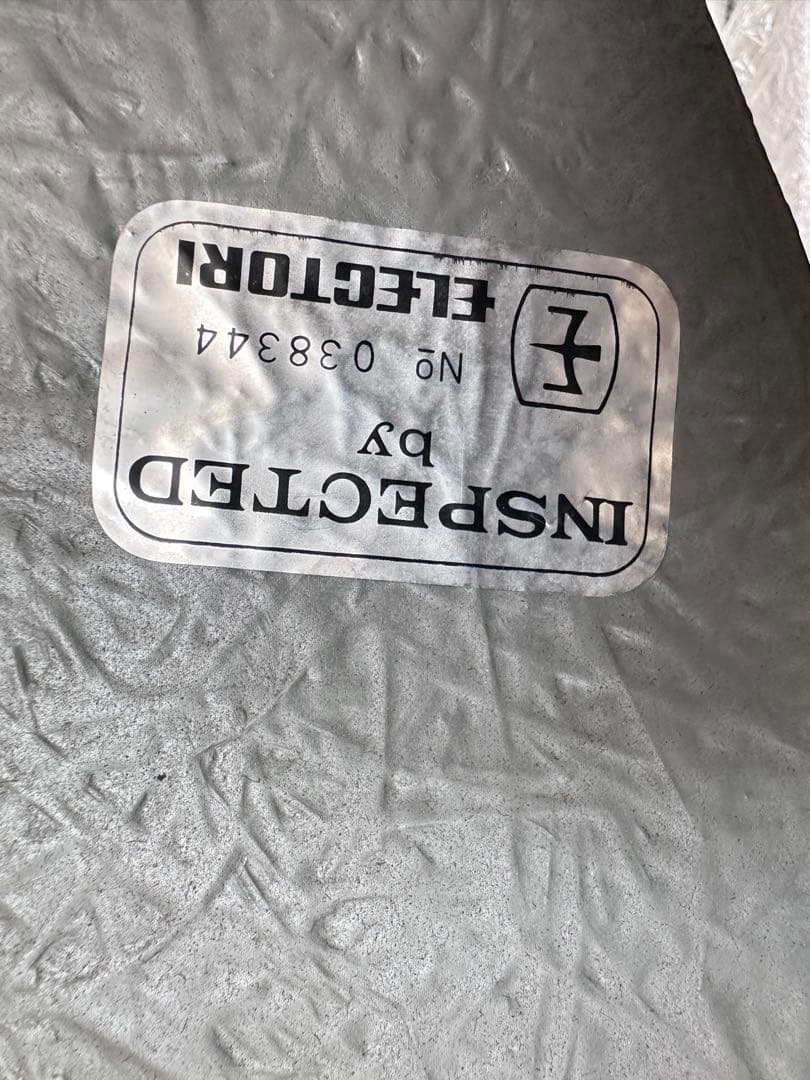 INSPECTED
by
№ 038344
ELECTORI